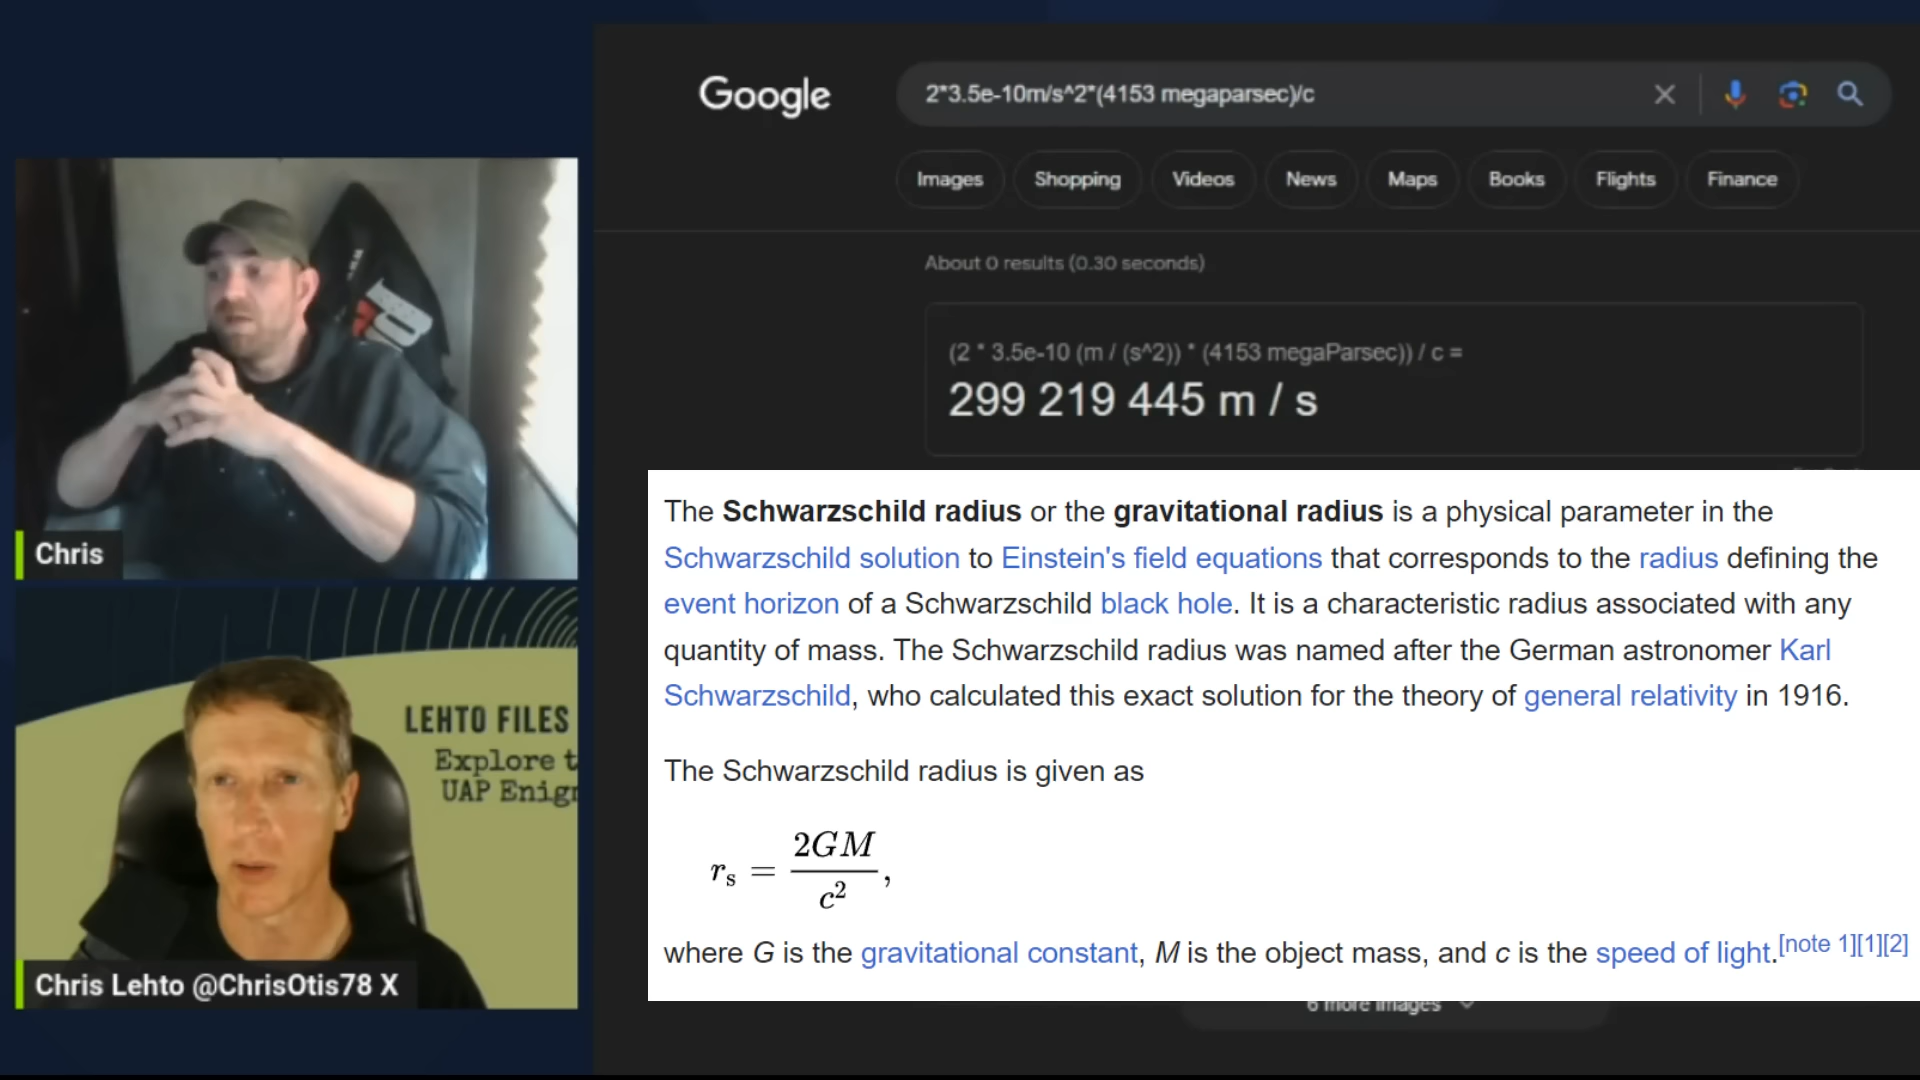 Google
2*3.5e-10m/s^2*(4153 megaparsec)/c
Images
Shopping
Videos
News
Maps
Books
Flights
Finance
About 0 results (0.30 seconds)
(2 * 3.5e-10 (m / (s^2)) * (4153 megaParsec)) / c =
299 219 445 m / s
Chris
LEHTO FILES
Explore t
UAP Enig
Chris Lehto @ChrisOtis78 X
The Schwarzschild radius or the gravitational radius is a physical parameter in the
Schwarzschild solution to Einstein's field equations that corresponds to the radius defining the
event horizon of a Schwarzschild black hole. It is a characteristic radius associated with any
quantity of mass. The Schwarzschild radius was named after the German astronomer Karl
Schwarzschild, who calculated this exact solution for the theory of general relativity in 1916.
The Schwarzschild radius is given as
r_s = 2GM / c²,
where G is the gravitational constant, M is the object mass, and c is the speed of light.[note 1][1][2]
6 more images